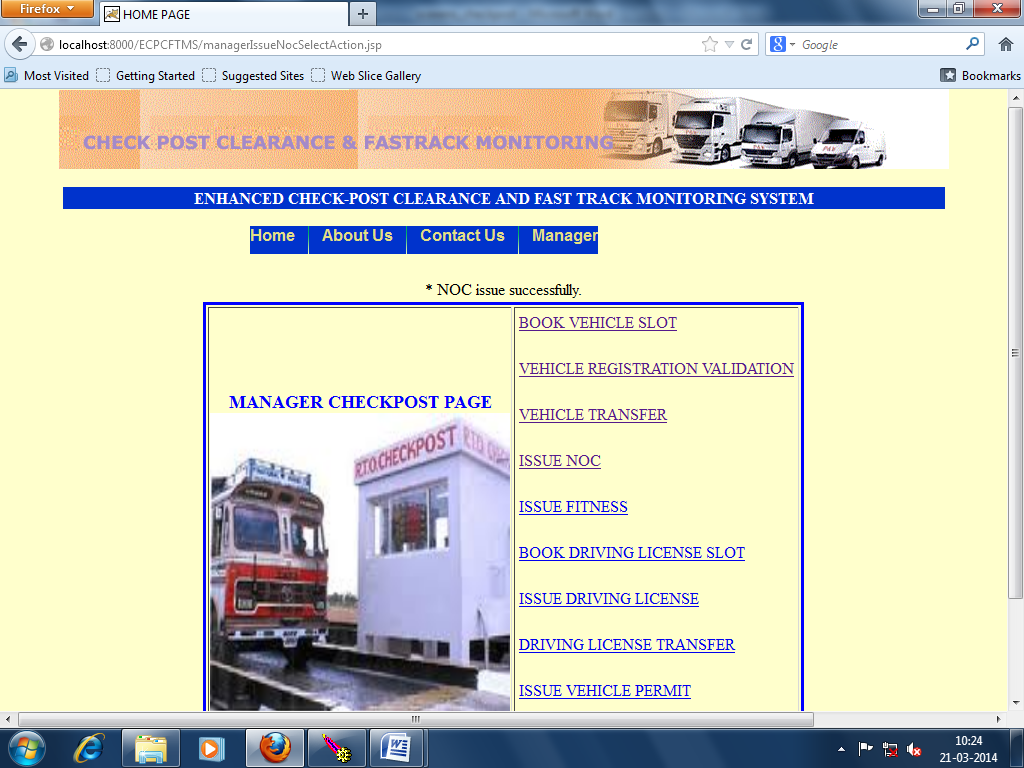 Firefox
HOME PAGE
localhost:8000/ECPCFTMS/managerIssueNocSelectAction.jsp
Google
Most Visited Getting Started Suggested Sites Web Slice Gallery Bookmarks
CHECK POST CLEARANCE & FASTRACK MONITORING
ENHANCED CHECK-POST CLEARANCE AND FAST TRACK MONITORING SYSTEM
Home About Us Contact Us Manager
* NOC issue successfully.
MANAGER CHECKPOST PAGE
R.T.O. CHECKPOST
BOOK VEHICLE SLOT
VEHICLE REGISTRATION VALIDATION
VEHICLE TRANSFER
ISSUE NOC
ISSUE FITNESS
BOOK DRIVING LICENSE SLOT
ISSUE DRIVING LICENSE
DRIVING LICENSE TRANSFER
ISSUE VEHICLE PERMIT
10:24
21-03-2014